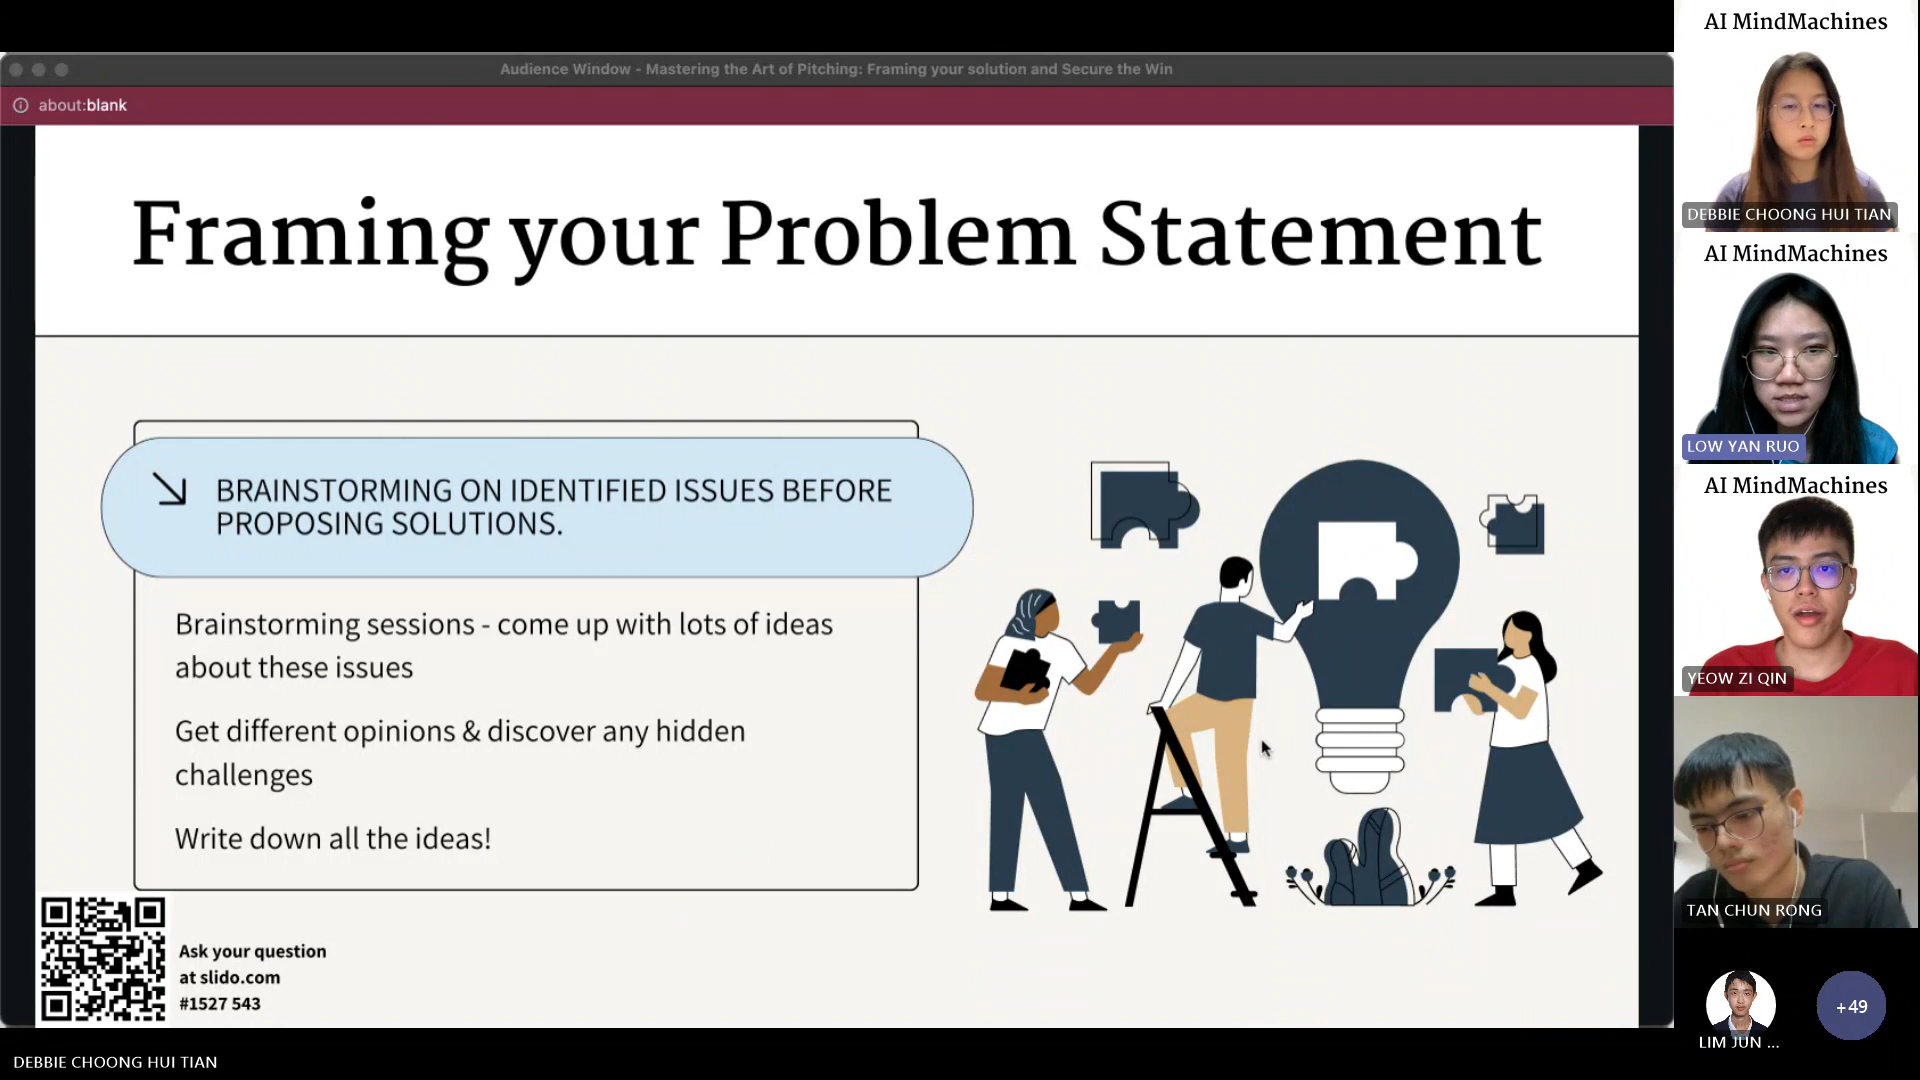 Audience Window - Mastering the Art of Pitching: Framing your solution and Secure the Win
about:blank
Framing your Problem Statement
BRAINSTORMING ON IDENTIFIED ISSUES BEFORE
PROPOSING SOLUTIONS.
Brainstorming sessions - come up with lots of ideas
about these issues
Get different opinions & discover any hidden
challenges
Write down all the ideas!
Ask your question
at slido.com
#1527 543
DEBBIE CHOONG HUI TIAN
AI MindMachines
DEBBIE CHOONG HUI TIAN
AI MindMachines
LOW YAN RUO
AI MindMachines
YEOW ZI QIN
TAN CHUN RONG
LIM JUN ...
+49